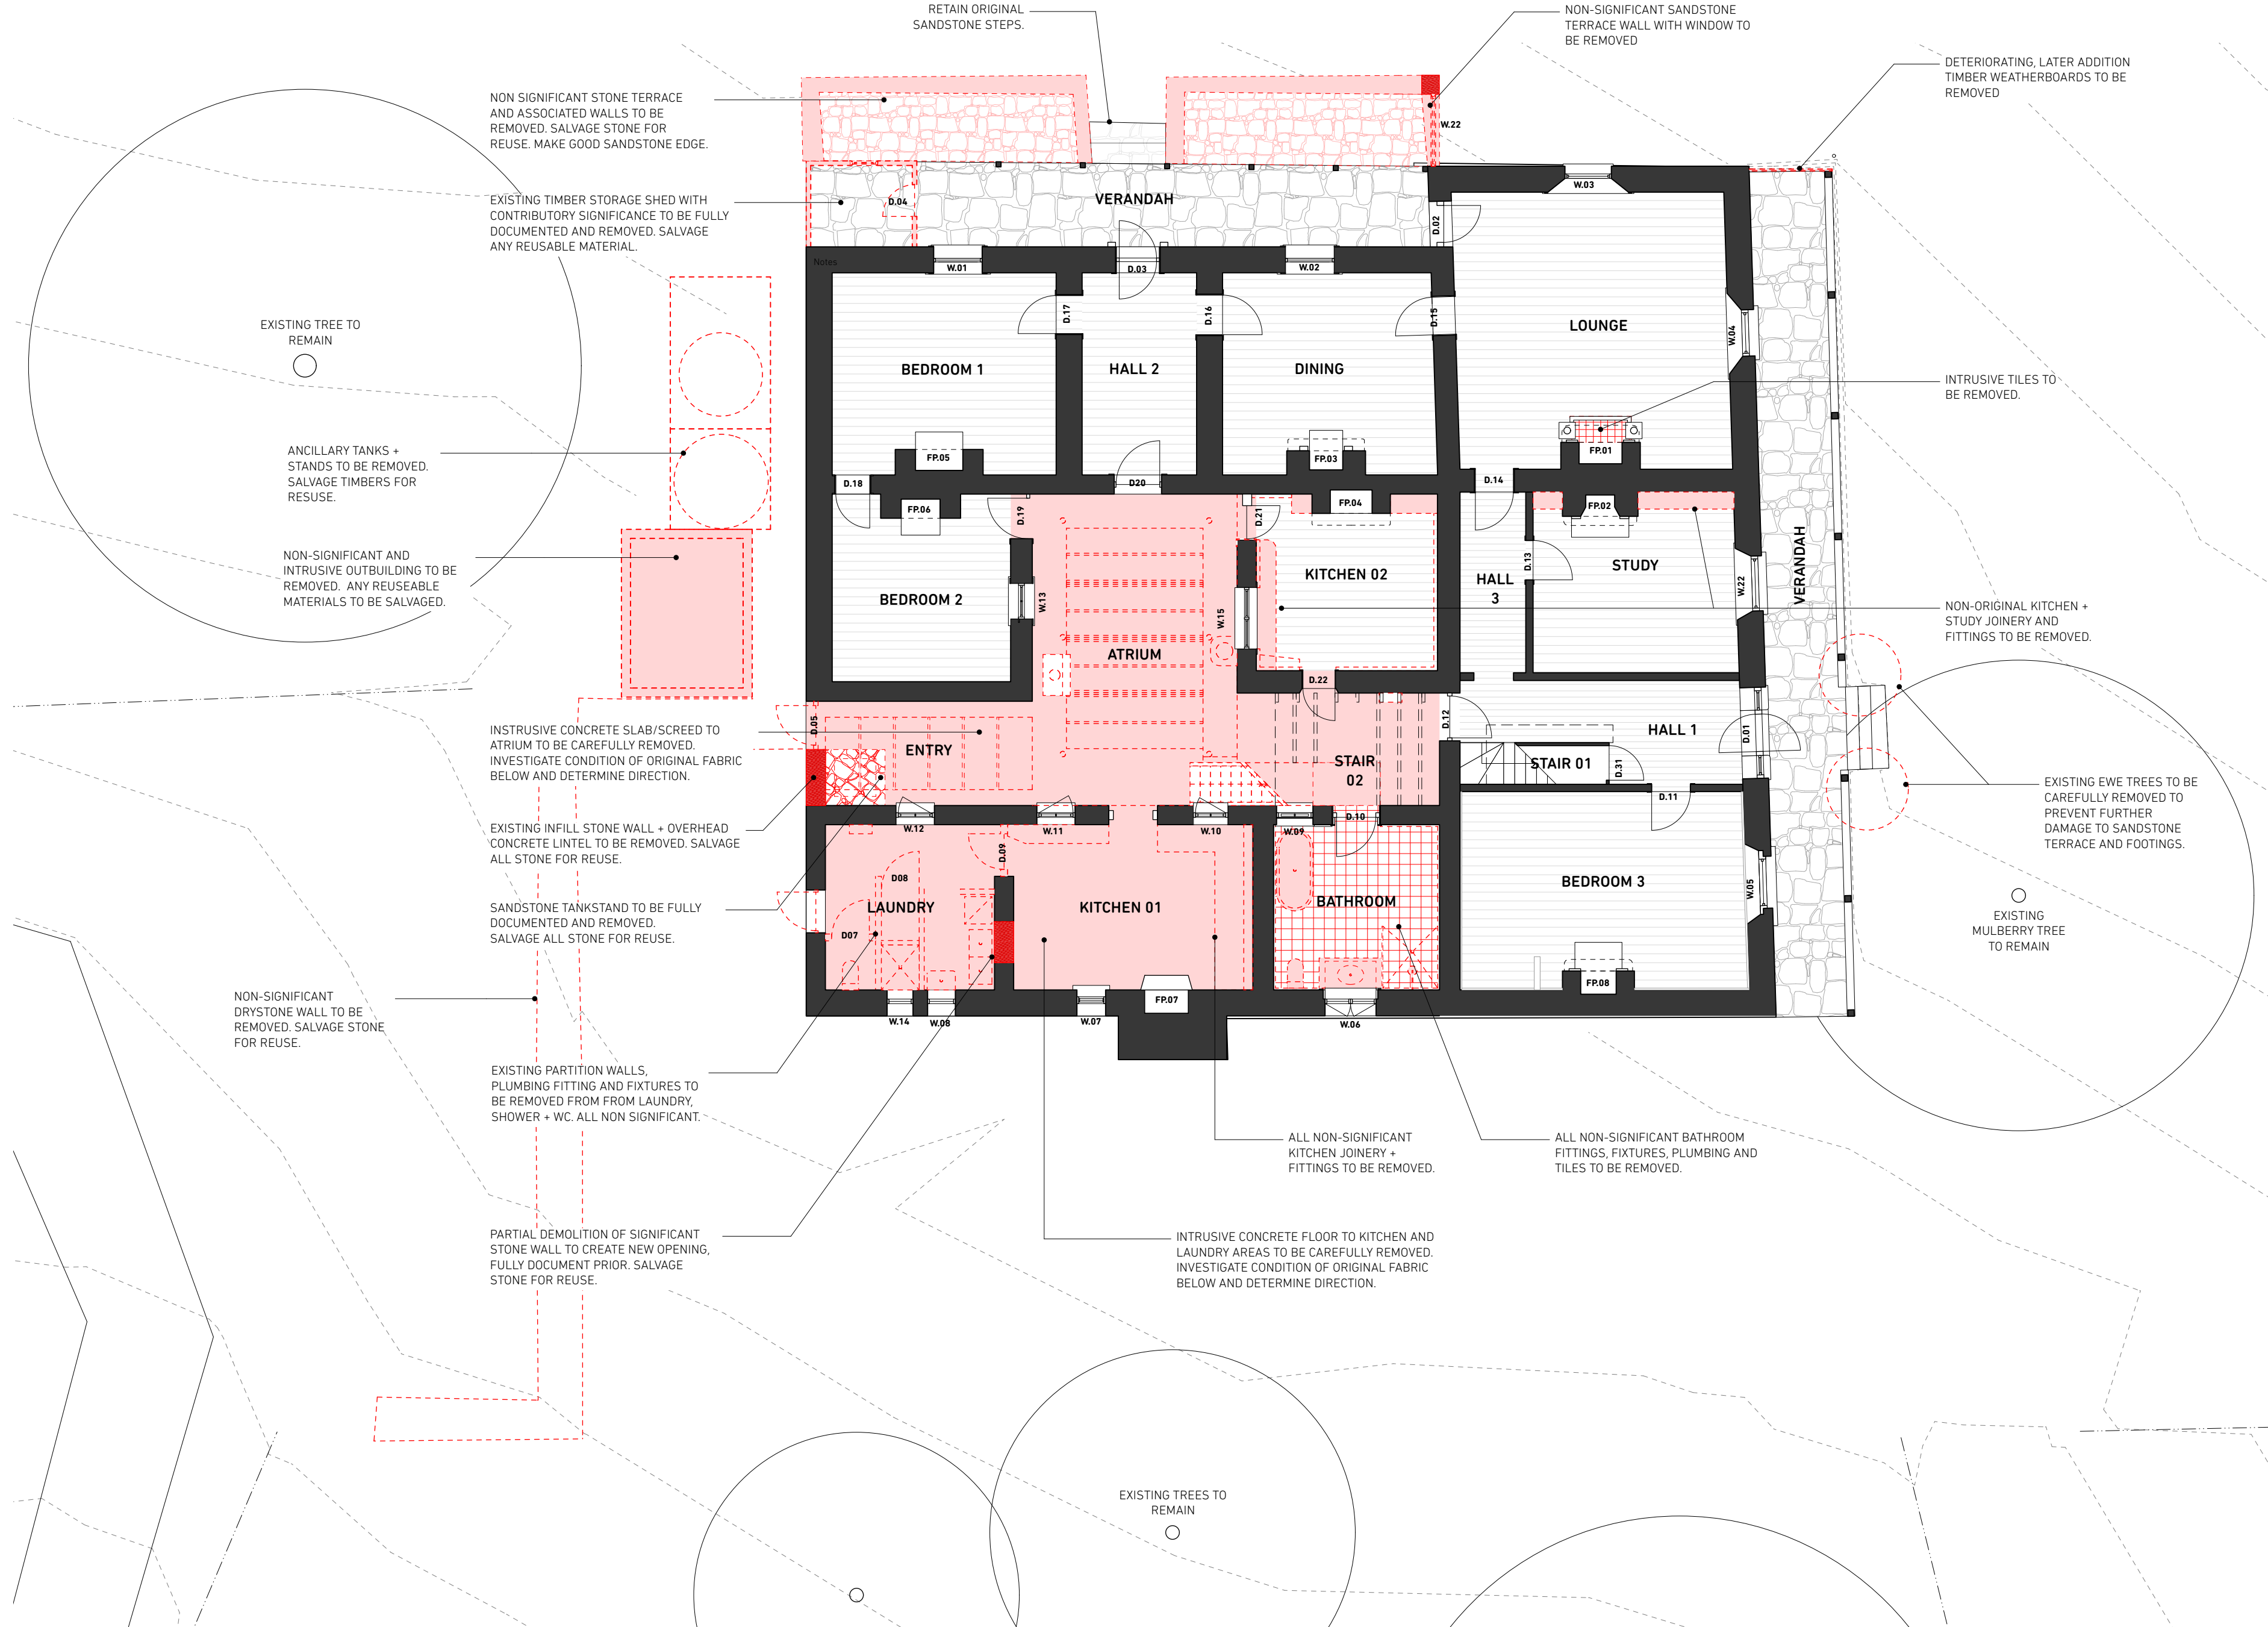 RETAIN ORIGINAL
SANDSTONE STEPS.
NON-SIGNIFICANT SANDSTONE
TERRACE WALL WITH WINDOW TO
BE REMOVED
DETERIORATING, LATER ADDITION
TIMBER WEATHERBOARDS TO BE
REMOVED
NON SIGNIFICANT STONE TERRACE
AND ASSOCIATED WALLS TO BE
REMOVED. SALVAGE STONE FOR
REUSE. MAKE GOOD SANDSTONE EDGE.
W.22
EXISTING TIMBER STORAGE SHED WITH
CONTRIBUTORY SIGNIFICANCE TO BE FULLY
DOCUMENTED AND REMOVED. SALVAGE
ANY REUSABLE MATERIAL.
D.04
VERANDAH
W.03
D.02
Notes
W.01
D.03
W.02
D.17
D.16
D.15
LOUNGE
W.04
EXISTING TREE TO
REMAIN
BEDROOM 1
HALL 2
DINING
INTRUSIVE TILES TO
BE REMOVED.
ANCILLARY TANKS +
STANDS TO BE REMOVED.
SALVAGE TIMBERS FOR
RESUSE.
FP.05
FP.03
FP.01
D.18
D20
D.14
FP.06
FP.04
FP.02
D.19
D.21
NON-SIGNIFICANT AND
INTRUSIVE OUTBUILDING TO BE
REMOVED. ANY REUSEABLE
MATERIALS TO BE SALVAGED.
D.13
STUDY
VERANDAH
KITCHEN 02
HALL
3
W.22
BEDROOM 2
W.13
W.15
NON-ORIGINAL KITCHEN +
STUDY JOINERY AND
FITTINGS TO BE REMOVED.
ATRIUM
D.22
INSTRUSIVE CONCRETE SLAB/SCREED TO
ATRIUM TO BE CAREFULLY REMOVED.
INVESTIGATE CONDITION OF ORIGINAL FABRIC
BELOW AND DETERMINE DIRECTION.
D.05
ENTRY
D.12
HALL 1
D.01
STAIR
02
STAIR 01
D.31
D.11
EXISTING EWE TREES TO BE
CAREFULLY REMOVED TO
PREVENT FURTHER
DAMAGE TO SANDSTONE
TERRACE AND FOOTINGS.
EXISTING INFILL STONE WALL + OVERHEAD
CONCRETE LINTEL TO BE REMOVED. SALVAGE
ALL STONE FOR REUSE.
W.12
W.11
W.10
W.09
D.10
D.09
D08
LAUNDRY
KITCHEN 01
BATHROOM
BEDROOM 3
W.05
D07
SANDSTONE TANKSTAND TO BE FULLY
DOCUMENTED AND REMOVED.
SALVAGE ALL STONE FOR REUSE.
EXISTING
MULBERRY TREE
TO REMAIN
NON-SIGNIFICANT
DRYSTONE WALL TO BE
REMOVED. SALVAGE STONE
FOR REUSE.
FP.07
FP.08
W.14
W.08
W.07
W.06
EXISTING PARTITION WALLS,
PLUMBING FITTING AND FIXTURES TO
BE REMOVED FROM FROM LAUNDRY,
SHOWER + WC. ALL NON SIGNIFICANT.
ALL NON-SIGNIFICANT
KITCHEN JOINERY +
FITTINGS TO BE REMOVED.
ALL NON-SIGNIFICANT BATHROOM
FITTINGS, FIXTURES, PLUMBING AND
TILES TO BE REMOVED.
PARTIAL DEMOLITION OF SIGNIFICANT
STONE WALL TO CREATE NEW OPENING,
FULLY DOCUMENT PRIOR. SALVAGE
STONE FOR REUSE.
INTRUSIVE CONCRETE FLOOR TO KITCHEN AND
LAUNDRY AREAS TO BE CAREFULLY REMOVED.
INVESTIGATE CONDITION OF ORIGINAL FABRIC
BELOW AND DETERMINE DIRECTION.
EXISTING TREES TO
REMAIN